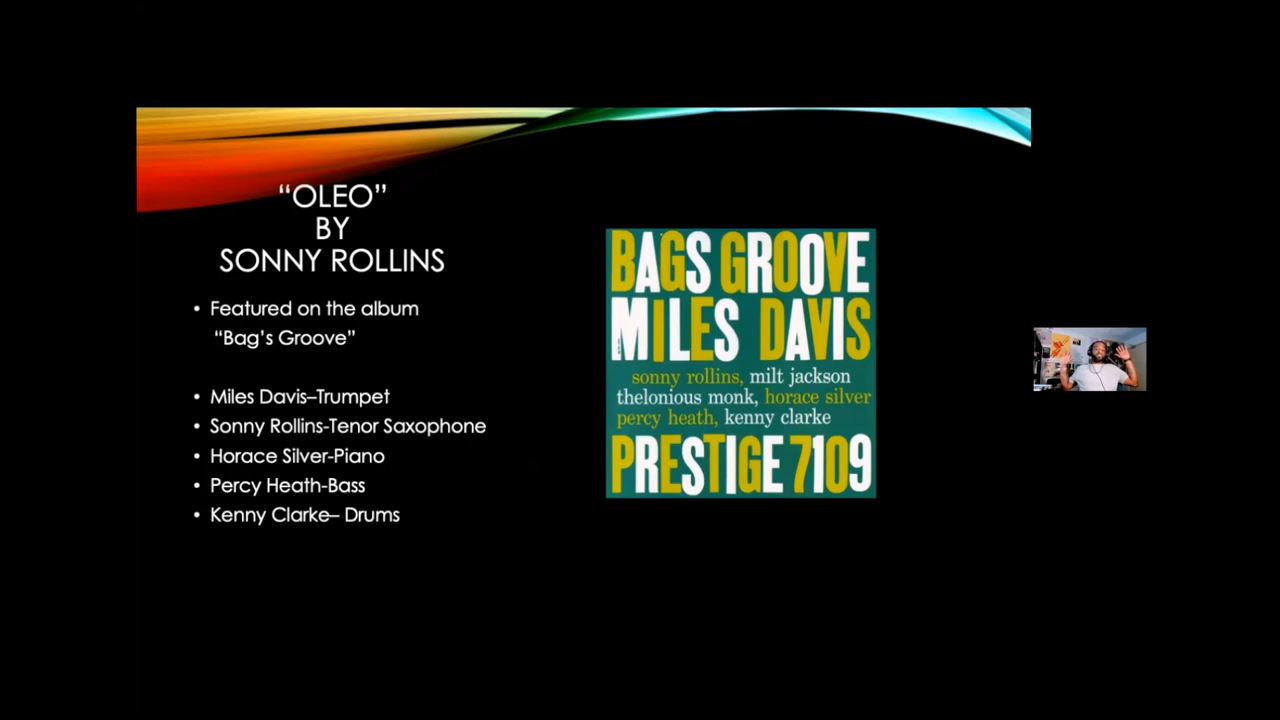 “OLEO”
BY
SONNY ROLLINS
• Featured on the album
“Bag’s Groove”
• Miles Davis–Trumpet
• Sonny Rollins-Tenor Saxophone
• Horace Silver-Piano
• Percy Heath-Bass
• Kenny Clarke– Drums
BAGS GROOVE
MILES DAVIS
sonny rollins, milt jackson
thelonious monk, horace silver
percy heath, kenny clarke
PRESTIGE 7109